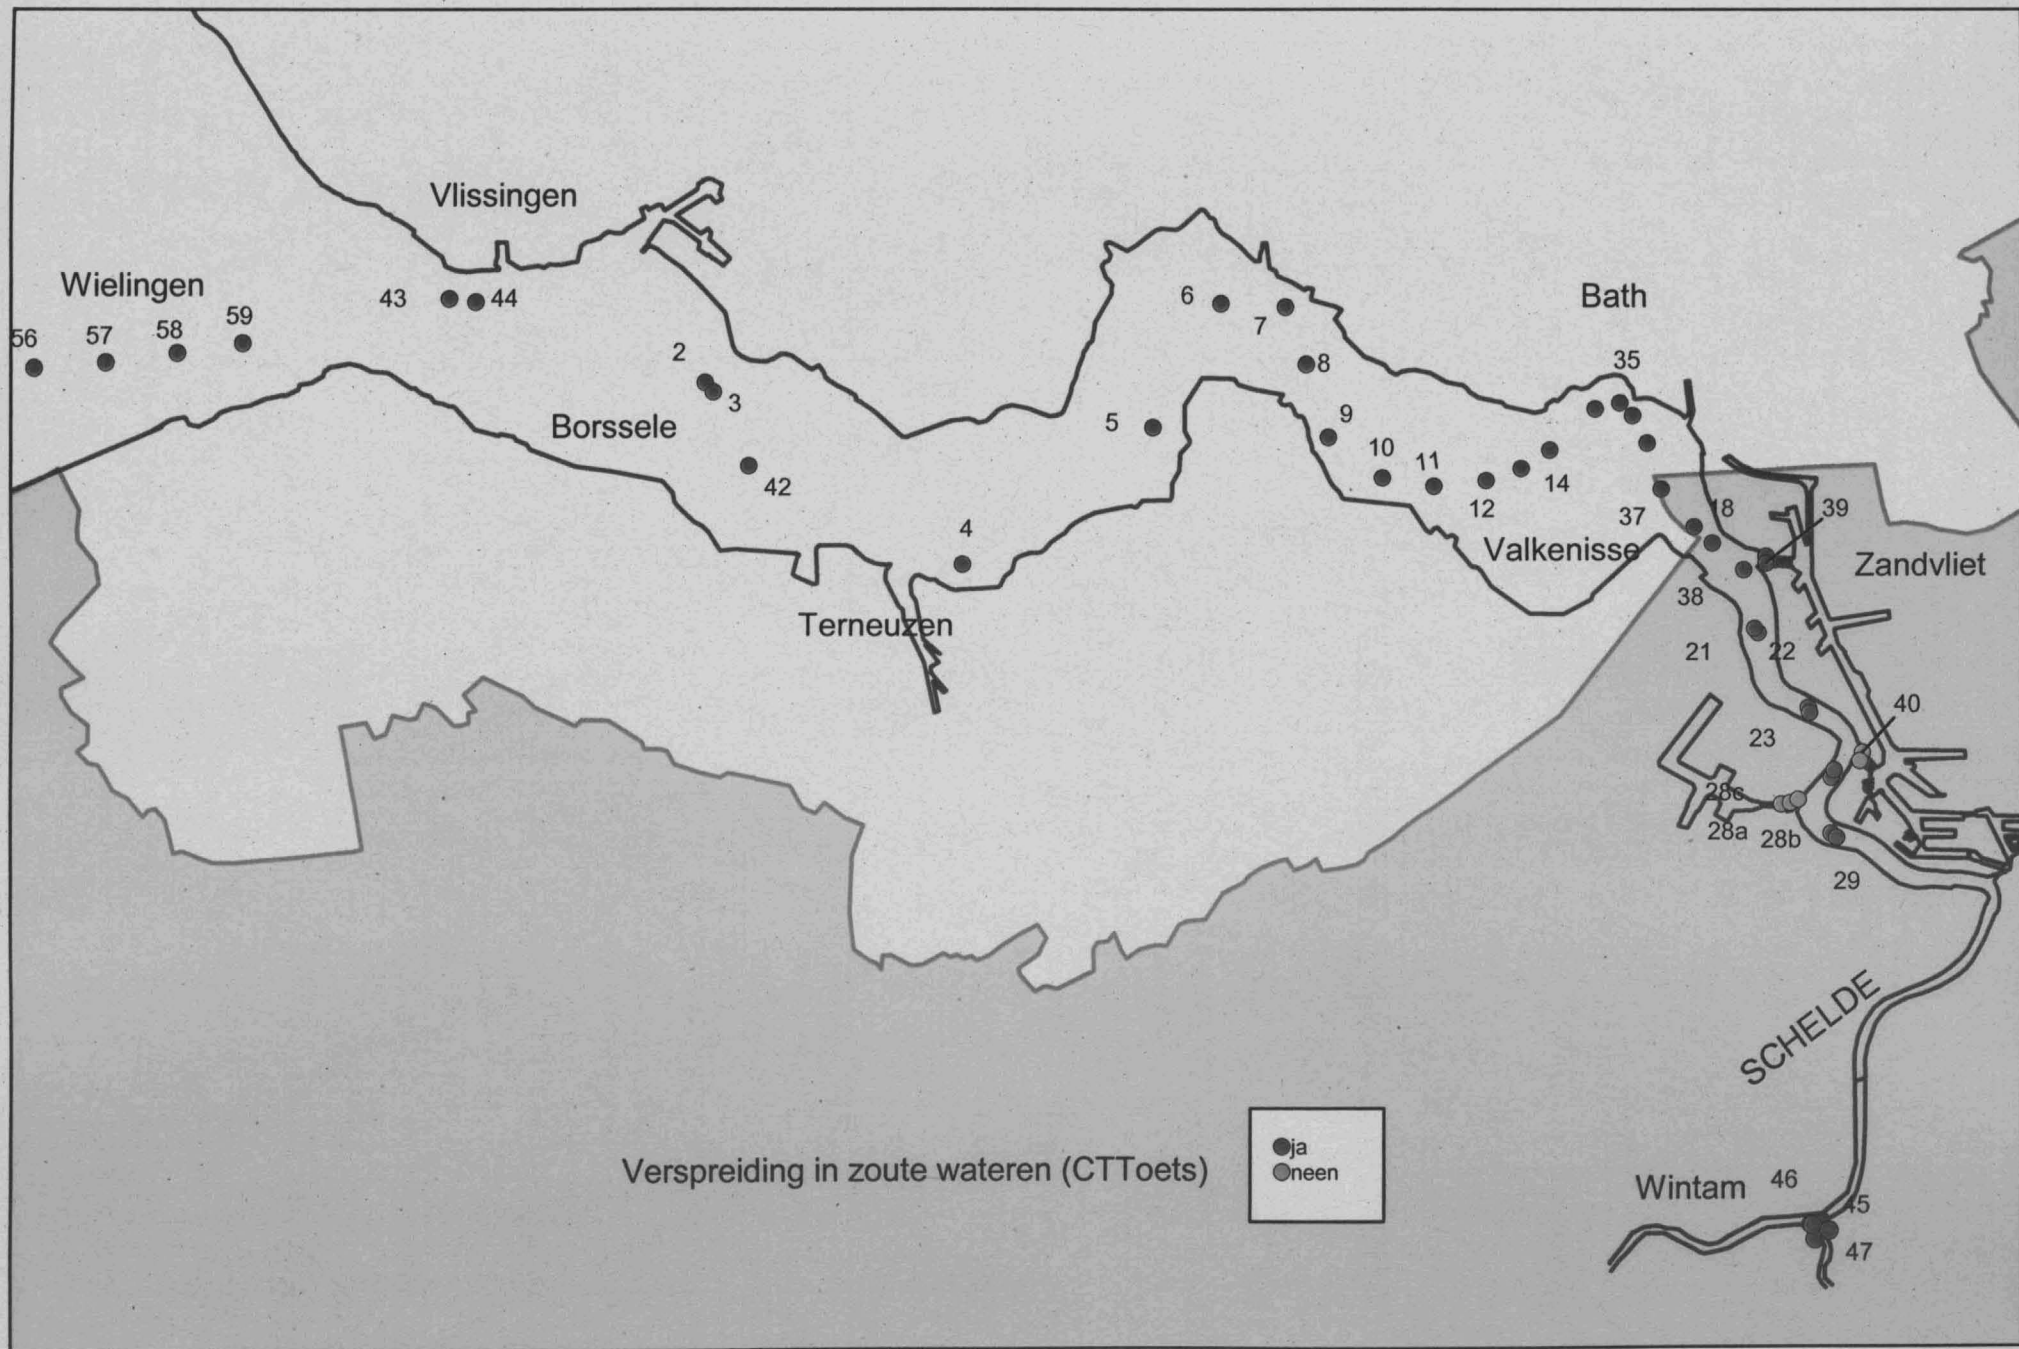 Vlissingen
Wielingen
Bath
56
57
58
59
43
44
2
3
6
7
8
35
Borssele
5
9
42
10
11
12
14
4
37
18
39
Valkenisse
Zandvliet
38
Terneuzen
21
22
40
23
28c
28a
28b
29
SCHELDE
Verspreiding in zoute wateren (CTToets)
ja
neen
Wintam
46
45
47